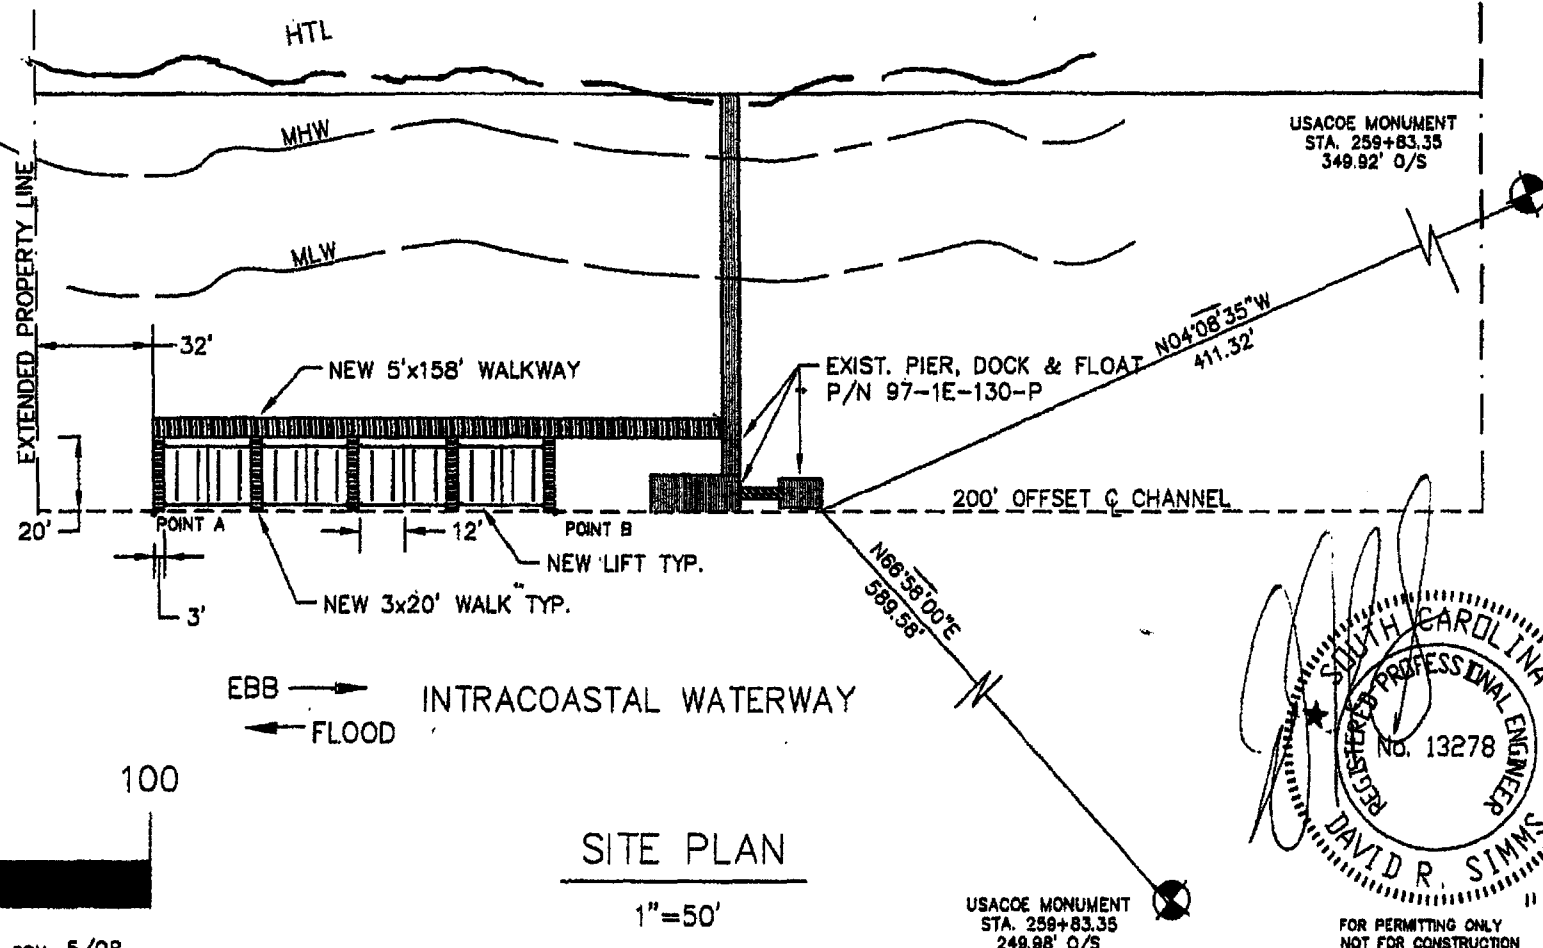 HTL
MHW
MLW
USACOE MONUMENT
STA. 259+83.35
349.92' O/S
EXTENDED PROPERTY LINE
32'
NEW 5'x158' WALKWAY
EXIST. PIER, DOCK & FLOAT
P/N 97-1E-130-P
N04°08'35"W
411.32'
200' OFFSET ℄ CHANNEL
20'
POINT A
12'
POINT B
NEW LIFT TYP.
NEW 3x20' WALK TYP.
3'
N66°58'00"E
589.58'
EBB
FLOOD
INTRACOASTAL WATERWAY
100
SITE PLAN
1"=50'
SOUTH CAROLINA
REGISTERED PROFESSIONAL ENGINEER
No. 13278
DAVID R. SIMMS
USACOE MONUMENT
STA. 259+83.35
249.98' O/S
FOR PERMITTING ONLY
NOT FOR CONSTRUCTION